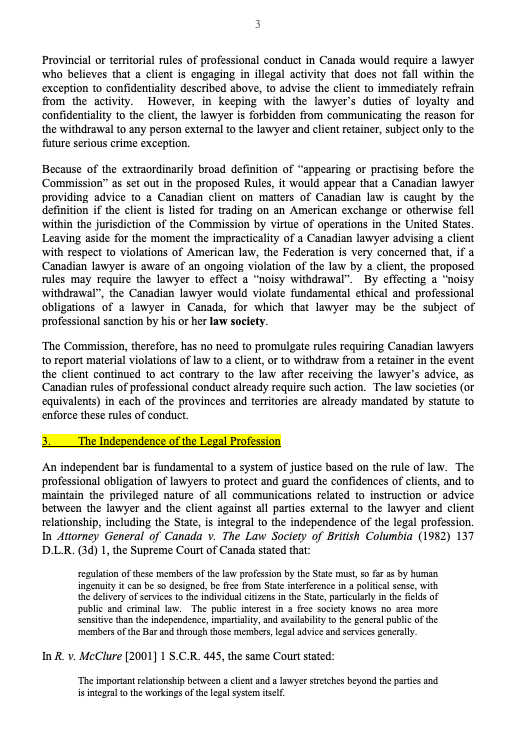 3
Provincial or territorial rules of professional conduct in Canada would require a lawyer
who believes that a client is engaging in illegal activity that does not fall within the
exception to confidentiality described above, to advise the client to immediately refrain
from the activity.  However, in keeping with the lawyer's duties of loyalty and
confidentiality to the client, the lawyer is forbidden from communicating the reason for
the withdrawal to any person external to the lawyer and client retainer, subject only to the
future serious crime exception.
Because of the extraordinarily broad definition of “appearing or practising before the
Commission” as set out in the proposed Rules, it would appear that a Canadian lawyer
providing advice to a Canadian client on matters of Canadian law is caught by the
definition if the client is listed for trading on an American exchange or otherwise fell
within the jurisdiction of the Commission by virtue of operations in the United States.
Leaving aside for the moment the impracticality of a Canadian lawyer advising a client
with respect to violations of American law, the Federation is very concerned that, if a
Canadian lawyer is aware of an ongoing violation of the law by a client, the proposed
rules may require the lawyer to effect a “noisy withdrawal”.  By effecting a “noisy
withdrawal”, the Canadian lawyer would violate fundamental ethical and professional
obligations of a lawyer in Canada, for which that lawyer may be the subject of
professional sanction by his or her law society.
The Commission, therefore, has no need to promulgate rules requiring Canadian lawyers
to report material violations of law to a client, or to withdraw from a retainer in the event
the client continued to act contrary to the law after receiving the lawyer's advice, as
Canadian rules of professional conduct already require such action.  The law societies (or
equivalents) in each of the provinces and territories are already mandated by statute to
enforce these rules of conduct.
3. The Independence of the Legal Profession
An independent bar is fundamental to a system of justice based on the rule of law.  The
professional obligation of lawyers to protect and guard the confidences of clients, and to
maintain the privileged nature of all communications related to instruction or advice
between the lawyer and the client against all parties external to the lawyer and client
relationship, including the State, is integral to the independence of the legal profession.
In Attorney General of Canada v. The Law Society of British Columbia (1982) 137
D.L.R. (3d) 1, the Supreme Court of Canada stated that:
regulation of these members of the law profession by the State must, so far as by human
ingenuity it can be so designed, be free from State interference in a political sense, with
the delivery of services to the individual citizens in the State, particularly in the fields of
public and criminal law.  The public interest in a free society knows no area more
sensitive than the independence, impartiality, and availability to the general public of the
members of the Bar and through those members, legal advice and services generally.
In R. v. McClure [2001] 1 S.C.R. 445, the same Court stated:
The important relationship between a client and a lawyer stretches beyond the parties and
is integral to the workings of the legal system itself.